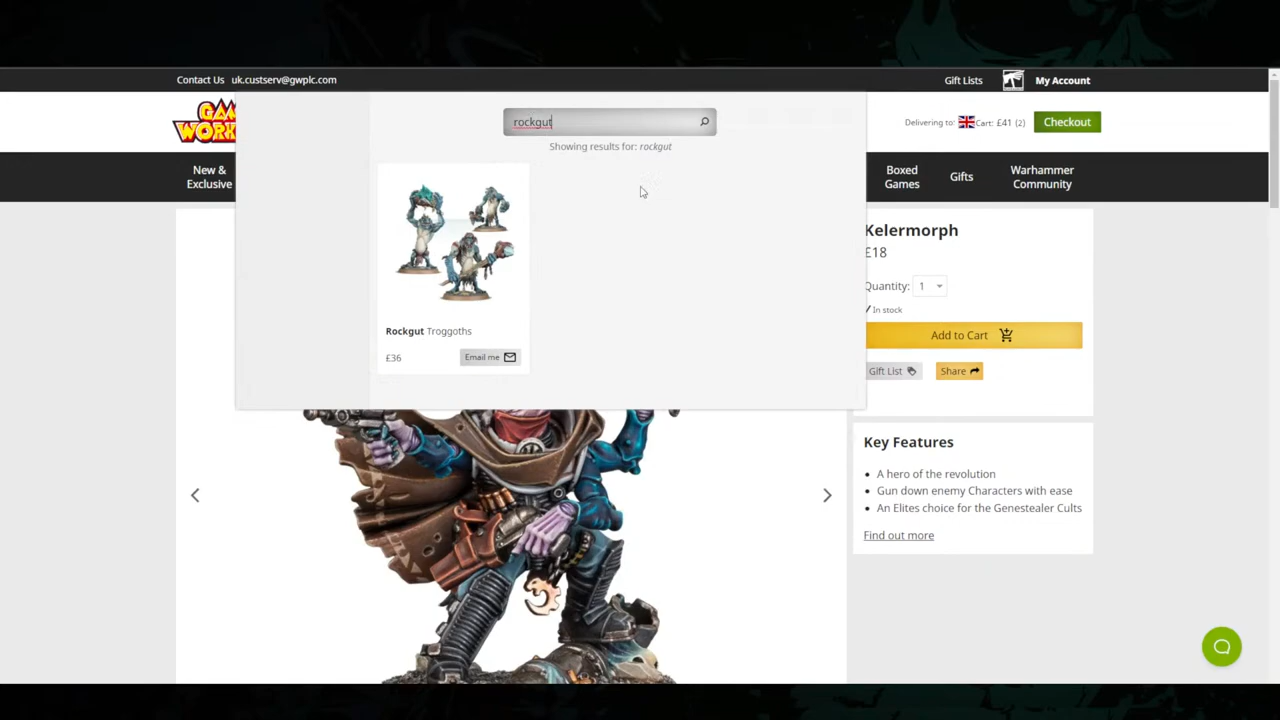 Contact Us uk.custserv@gwplc.com
Gift Lists My Account
rockgut
Delivering to: Cart: £41 (2) Checkout
Showing results for: rockgut
New &
Exclusive
Boxed
Games
Gifts
Warhammer
Community
Rockgut Troggoths
£36 Email me
Kelermorph
£18
Quantity: 1
In stock
Add to Cart
Gift List Share
Key Features
• A hero of the revolution
• Gun down enemy Characters with ease
• An Elites choice for the Genestealer Cults
Find out more